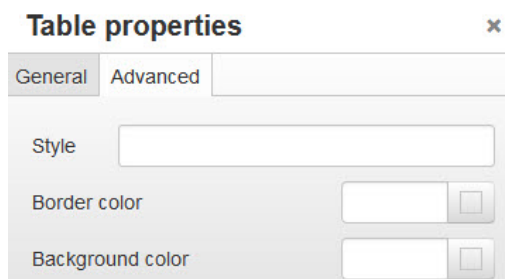 Table properties ×
General Advanced
Style
Border color
Background color